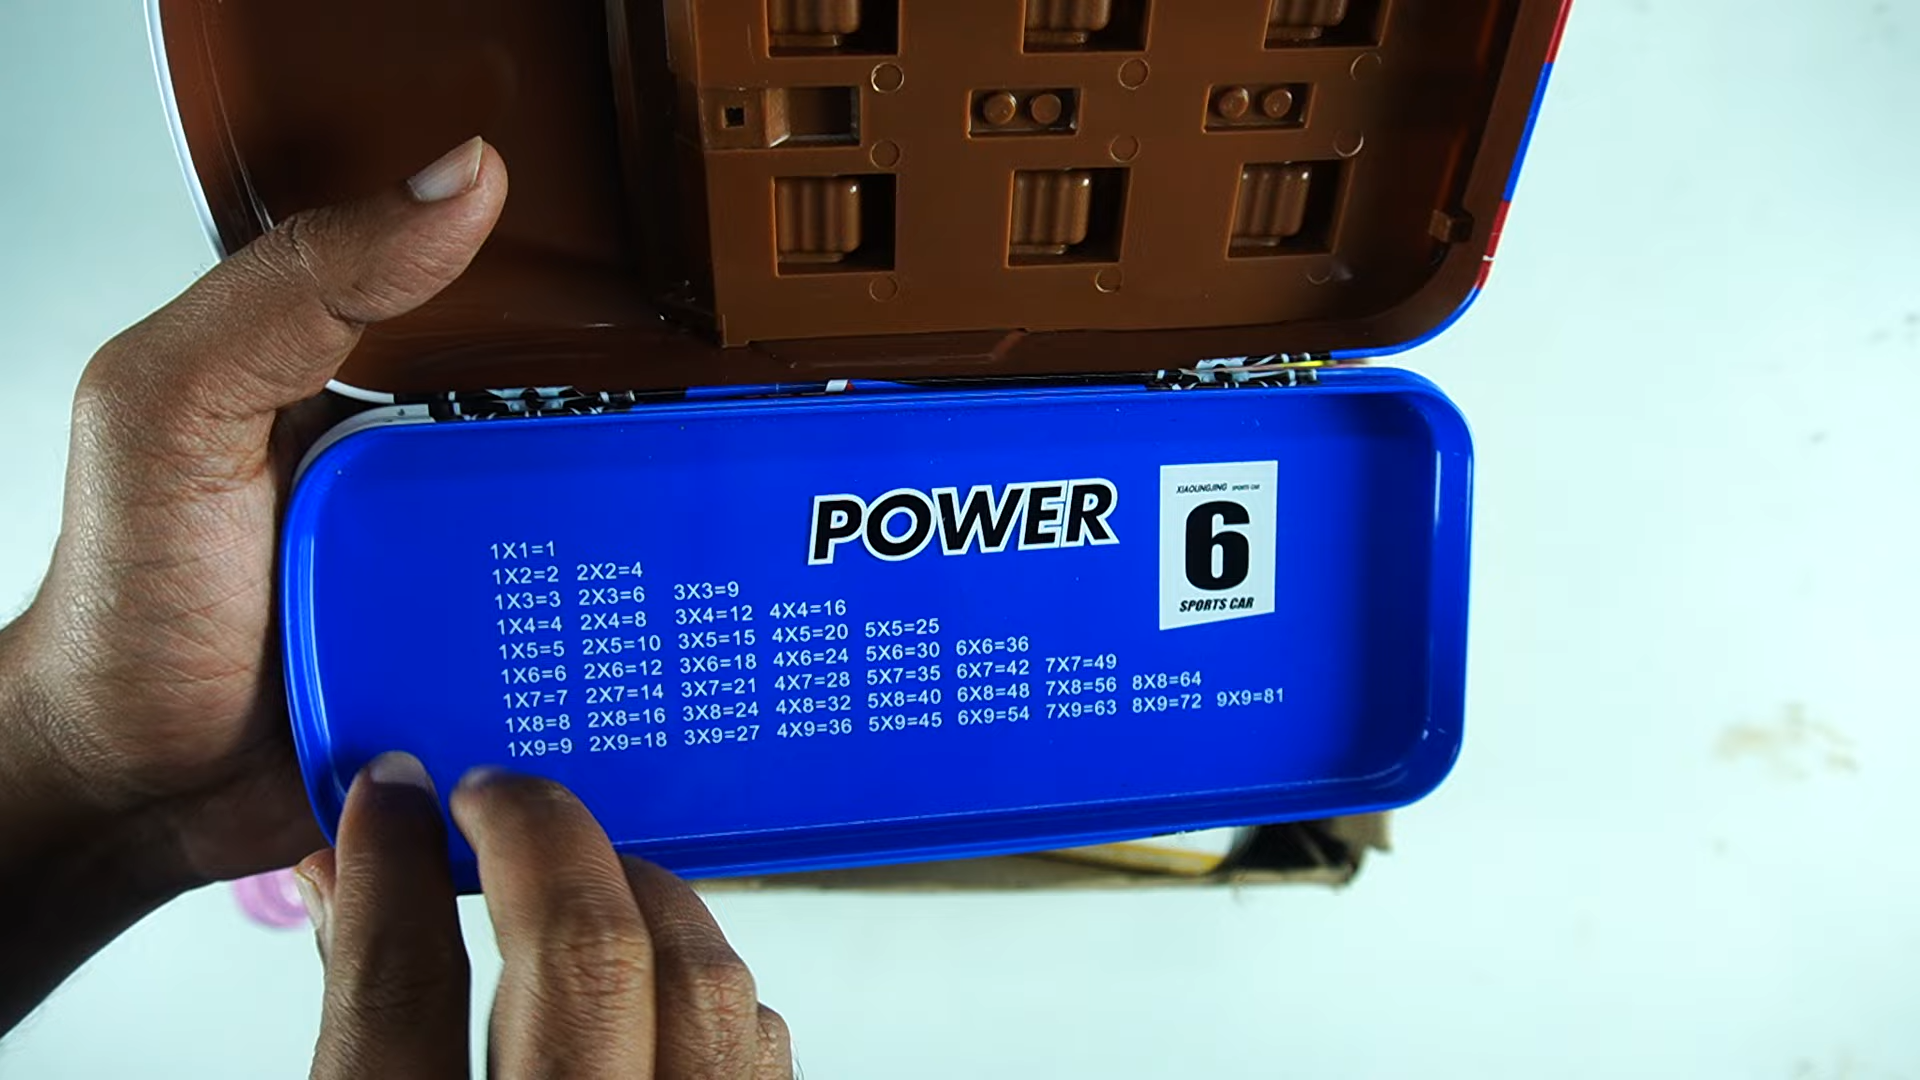 POWER
XIAOLINGJING SPORTS CAR
6
SPORTS CAR
1X1=1
1X2=2 2X2=4
1X3=3 2X3=6 3X3=9
1X4=4 2X4=8 3X4=12 4X4=16
1X5=5 2X5=10 3X5=15 4X5=20 5X5=25
1X6=6 2X6=12 3X6=18 4X6=24 5X6=30 6X6=36
1X7=7 2X7=14 3X7=21 4X7=28 5X7=35 6X7=42 7X7=49
1X8=8 2X8=16 3X8=24 4X8=32 5X8=40 6X8=48 7X8=56 8X8=64
1X9=9 2X9=18 3X9=27 4X9=36 5X9=45 6X9=54 7X9=63 8X9=72 9X9=81